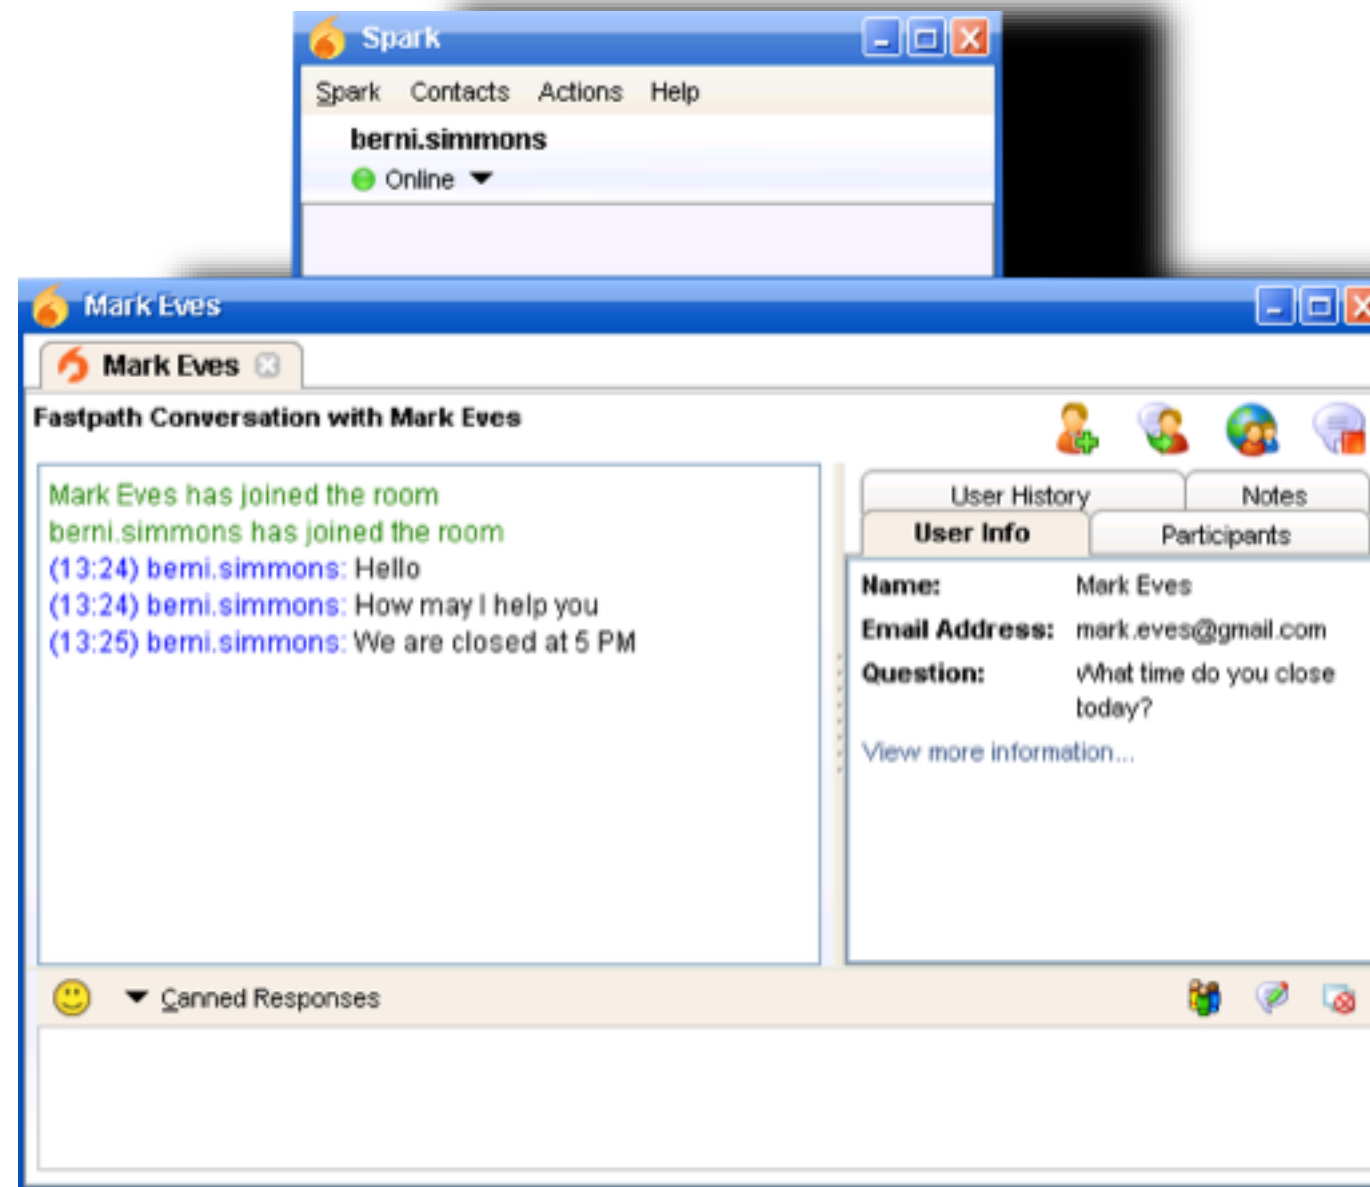 Spark
Spark Contacts Actions Help
berni.simmons
Online
Mark Eves
Mark Eves
Fastpath Conversation with Mark Eves
Mark Eves has joined the room
berni.simmons has joined the room
(13:24) berni.simmons: Hello
(13:24) berni.simmons: How may I help you
(13:25) berni.simmons: We are closed at 5 PM
User History Notes
User Info Participants
Name: Mark Eves
Email Address: mark.eves@gmail.com
Question: What time do you close
today?
View more information...
Canned Responses